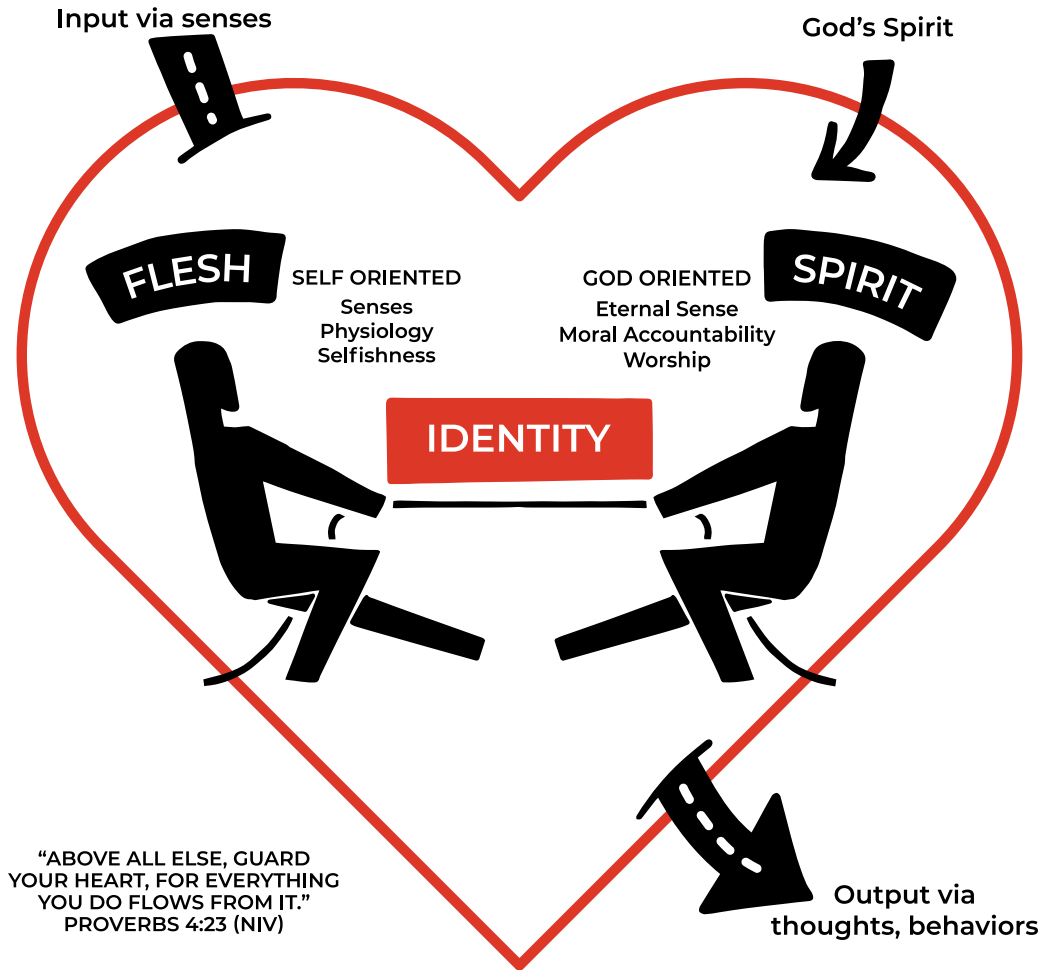 Input via senses
God's Spirit
FLESH
SELF ORIENTED
Senses
Physiology
Selfishness
GOD ORIENTED
Eternal Sense
Moral Accountability
Worship
SPIRIT
IDENTITY
“ABOVE ALL ELSE, GUARD
YOUR HEART, FOR EVERYTHING
YOU DO FLOWS FROM IT.”
PROVERBS 4:23 (NIV)
Output via
thoughts, behaviors